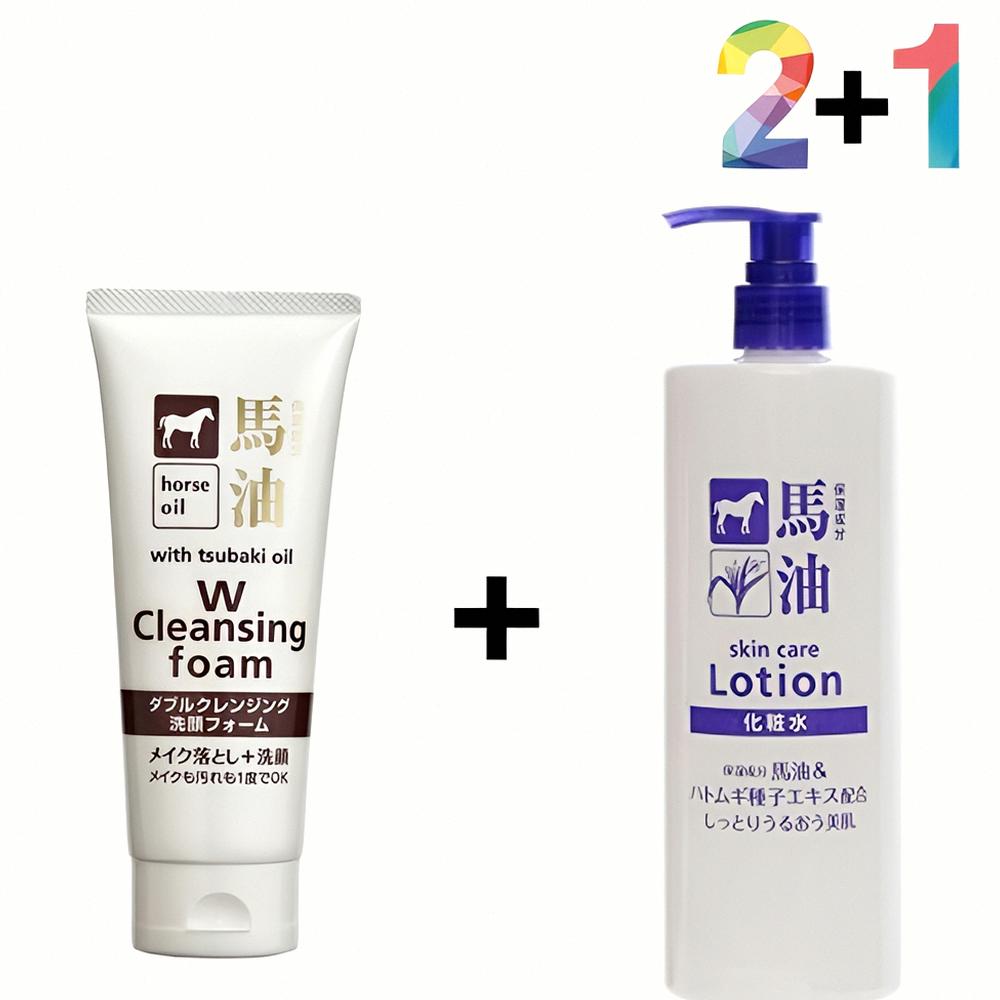 2+1
馬油
horse
oil
with tsubaki oil
W
Cleansing
foam
ダブルクレンジング
洗顔フォーム
メイク落とし+洗顔
メイクも汚れも1度でOK
+
馬油
保湿成分
skin care
Lotion
化粧水
馬油&
ハトムギ種子エキス配合
しっとりうるおう美肌